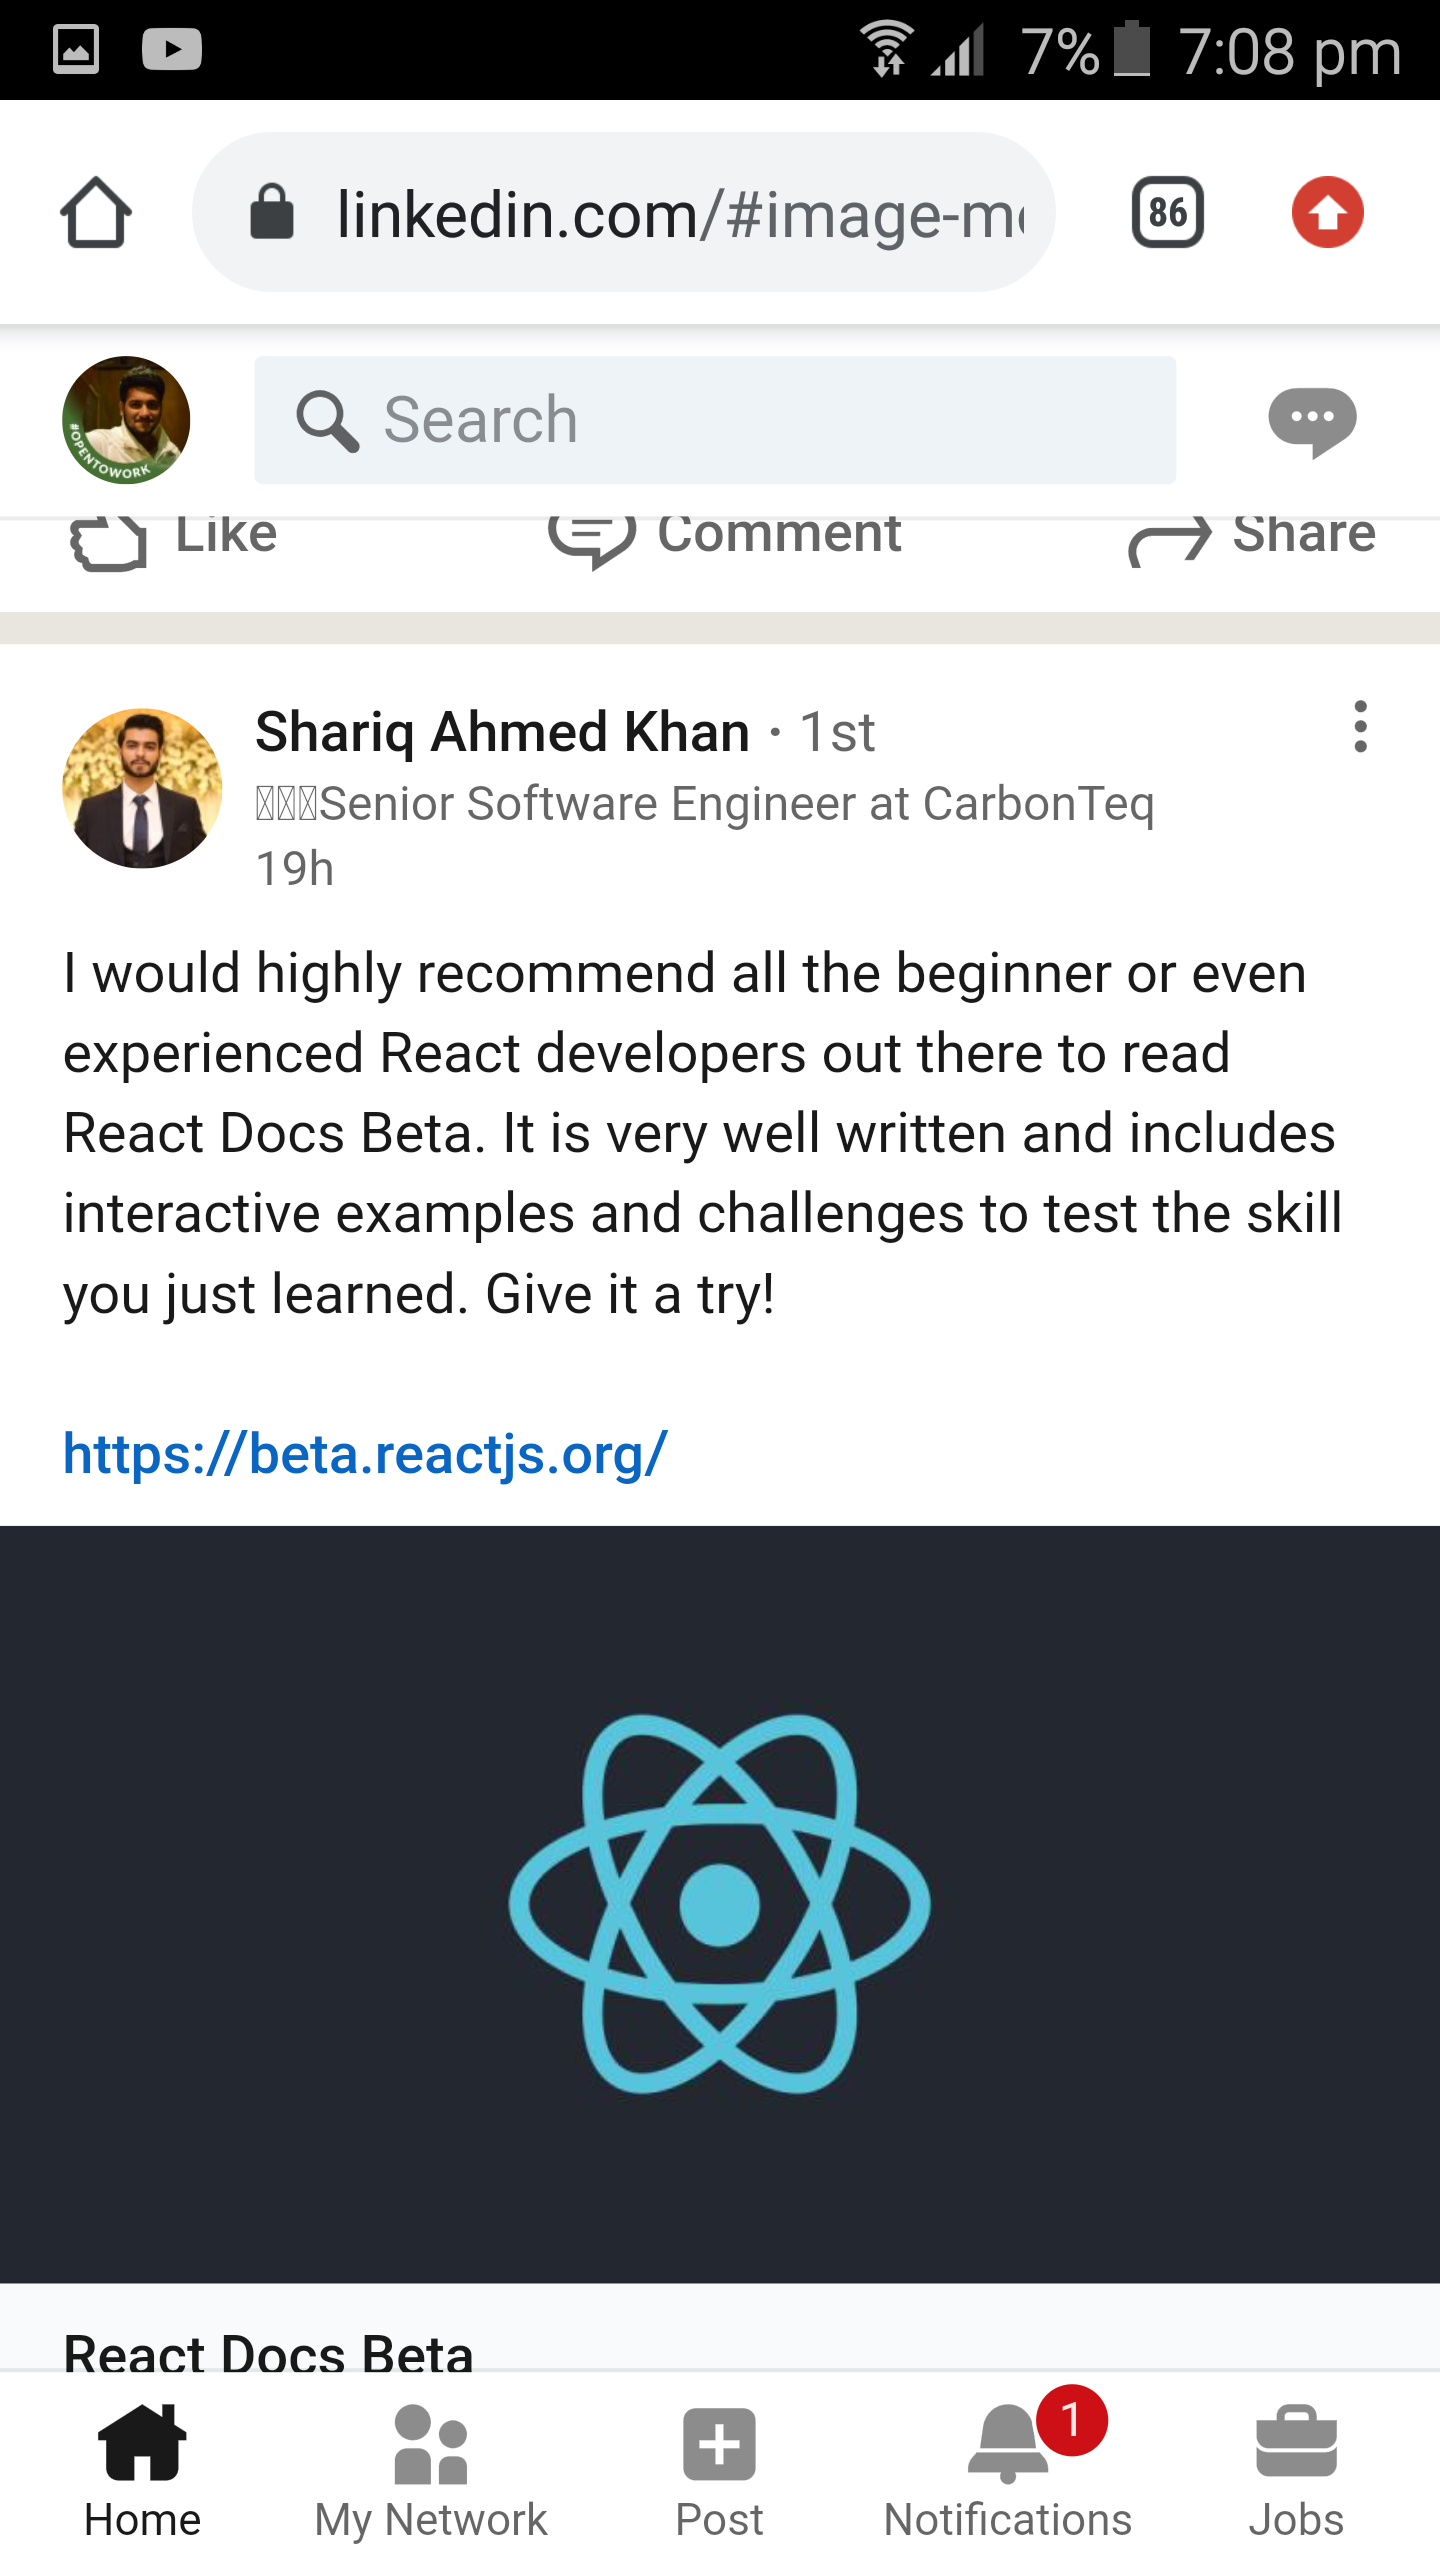 7% 7:08 pm
linkedin.com/#image-m
86
#OPENTOWORK
Search
Like Comment Share
Shariq Ahmed Khan · 1st
Senior Software Engineer at CarbonTeq
19h
I would highly recommend all the beginner or even
experienced React developers out there to read
React Docs Beta. It is very well written and includes
interactive examples and challenges to test the skill
you just learned. Give it a try!
https://beta.reactjs.org/
React Docs Beta
1
Home My Network Post Notifications Jobs